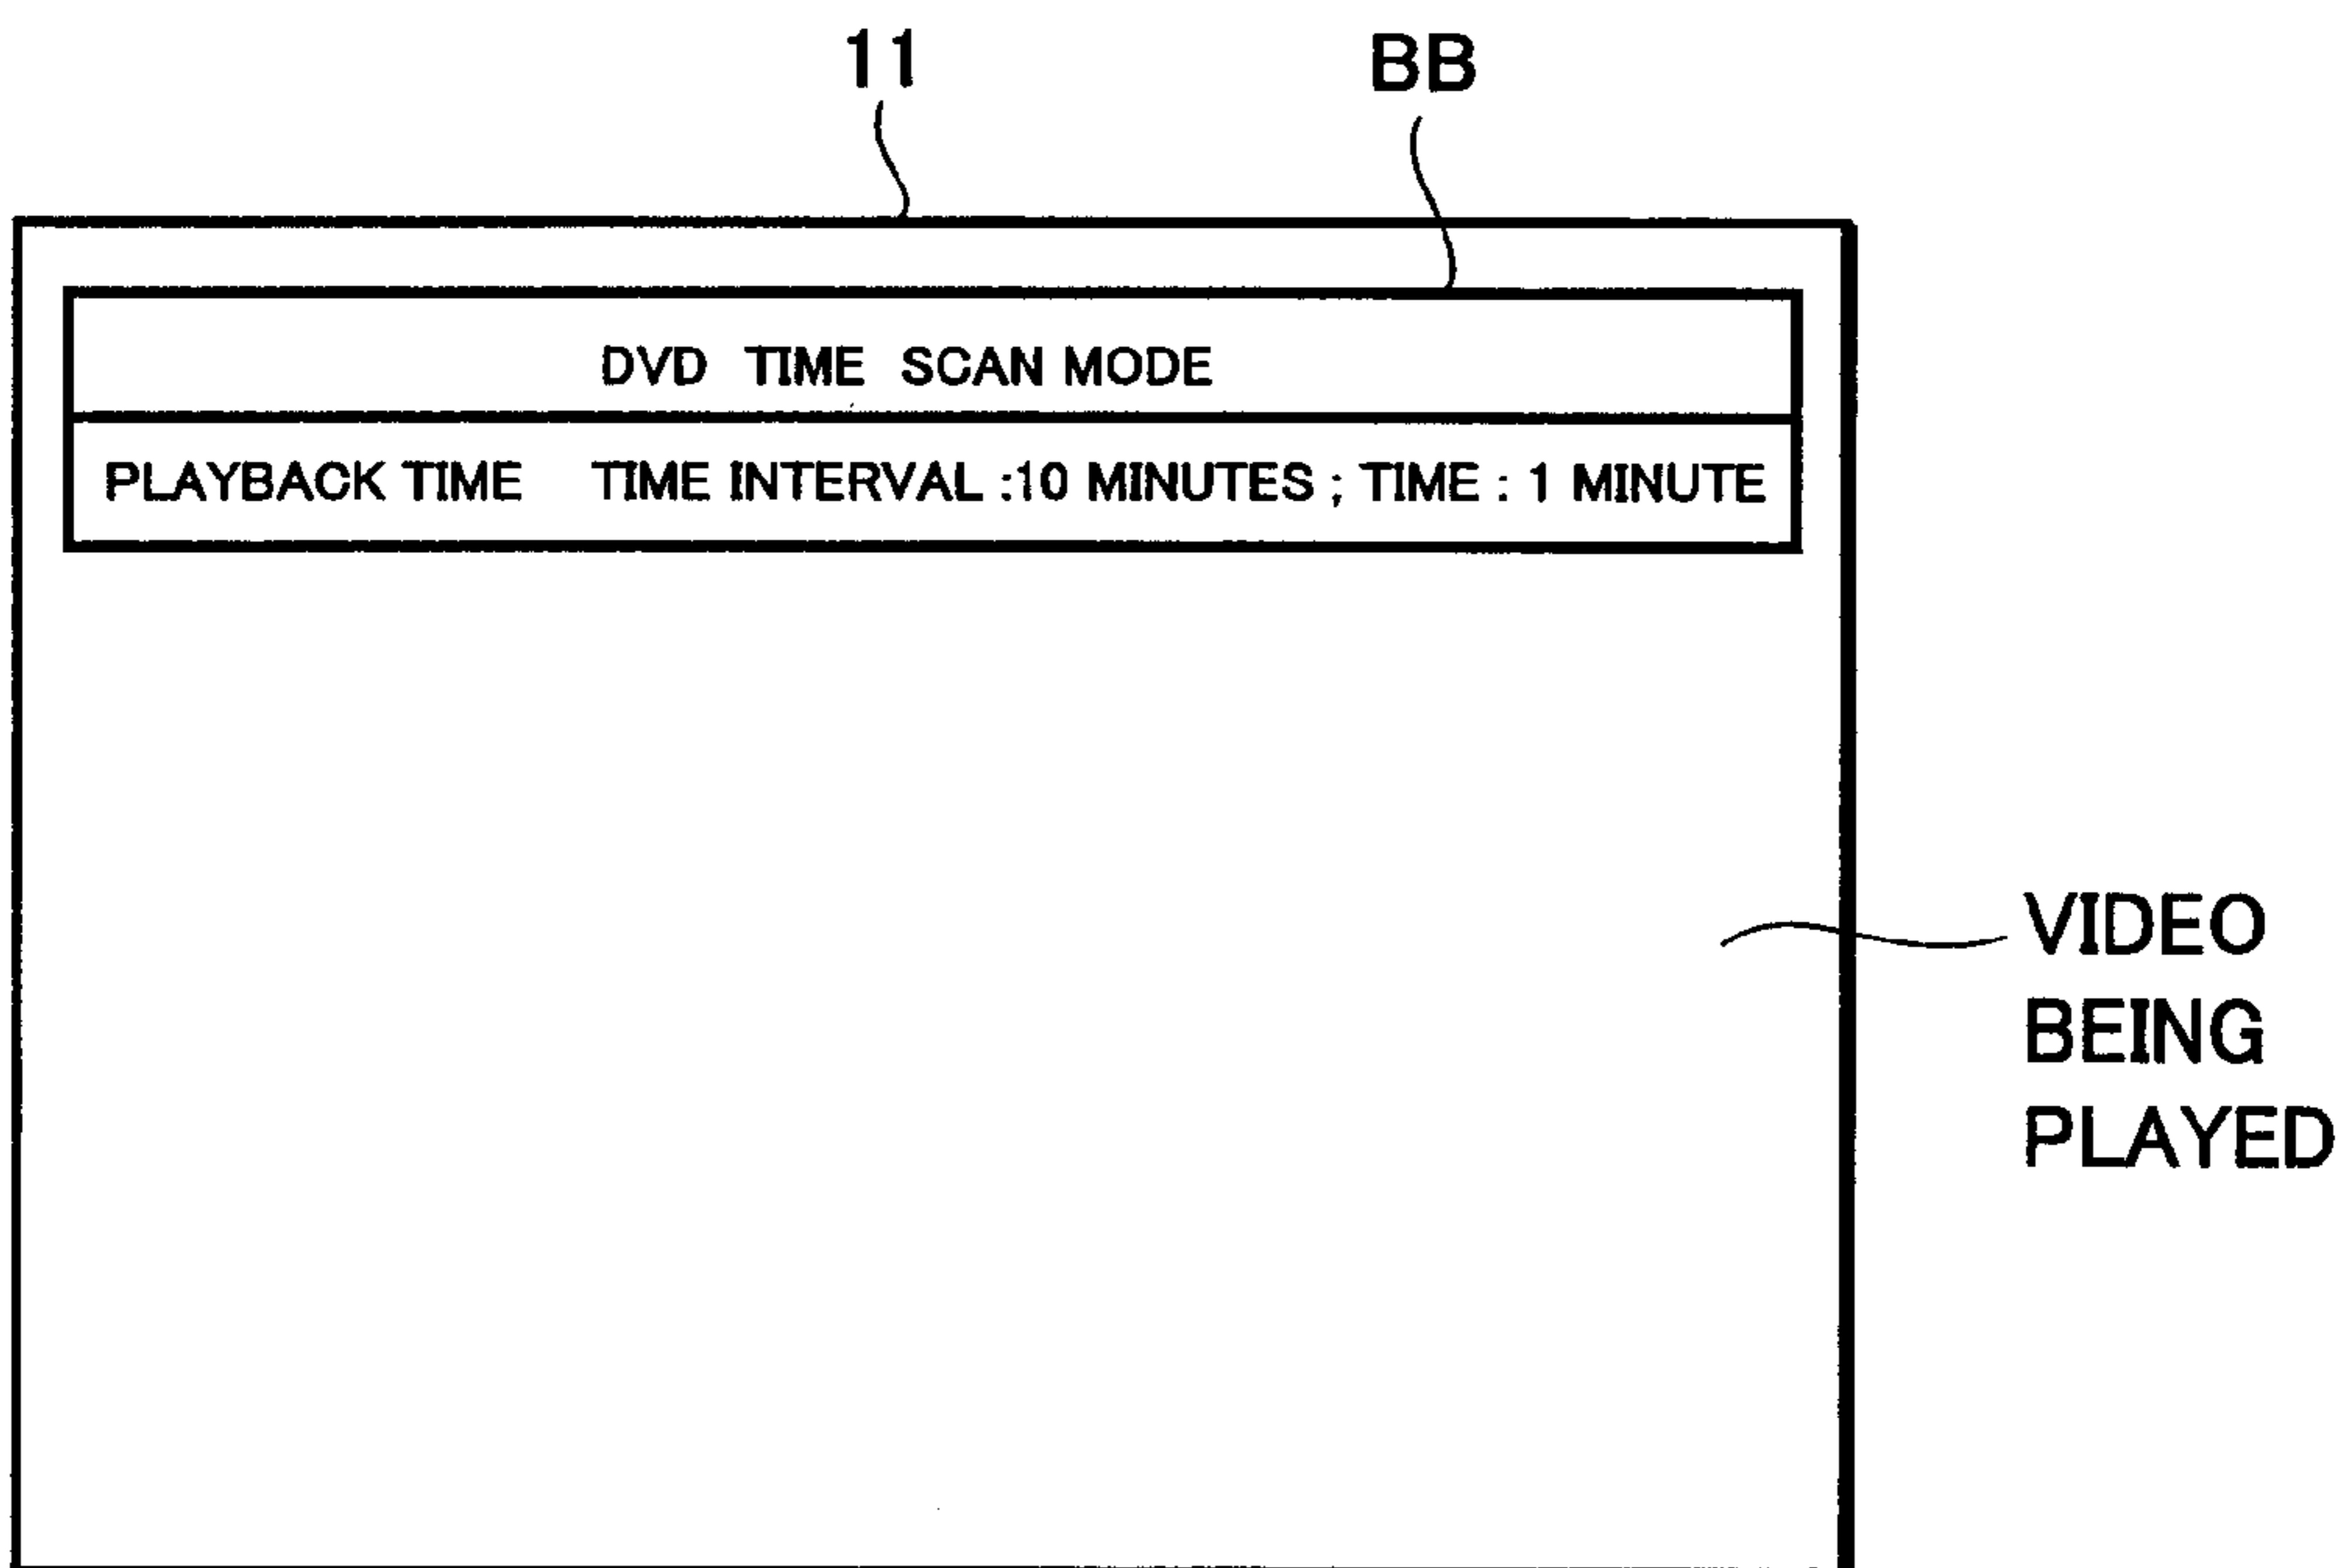 11
BB
DVD TIME SCAN MODE
PLAYBACK TIME TIME INTERVAL :10 MINUTES ; TIME : 1 MINUTE
VIDEO
BEING
PLAYED